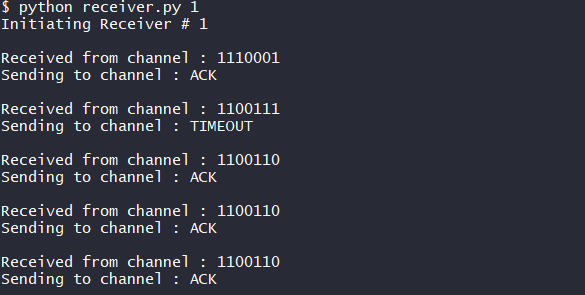 $ python receiver.py 1
Initiating Receiver # 1
Received from channel : 1110001
Sending to channel : ACK
Received from channel : 1100111
Sending to channel : TIMEOUT
Received from channel : 1100110
Sending to channel : ACK
Received from channel : 1100110
Sending to channel : ACK
Received from channel : 1100110
Sending to channel : ACK